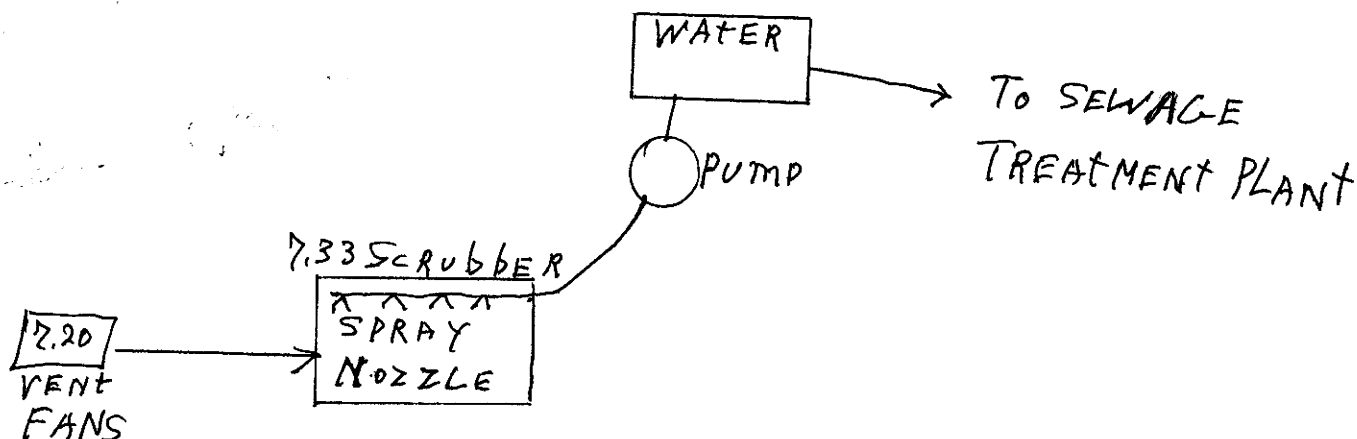 WATER
TO SEWAGE
TREATMENT PLANT
PUMP
7.33 SCRUBBER
SPRAY
NOZZLE
7.20
VENT
FANS